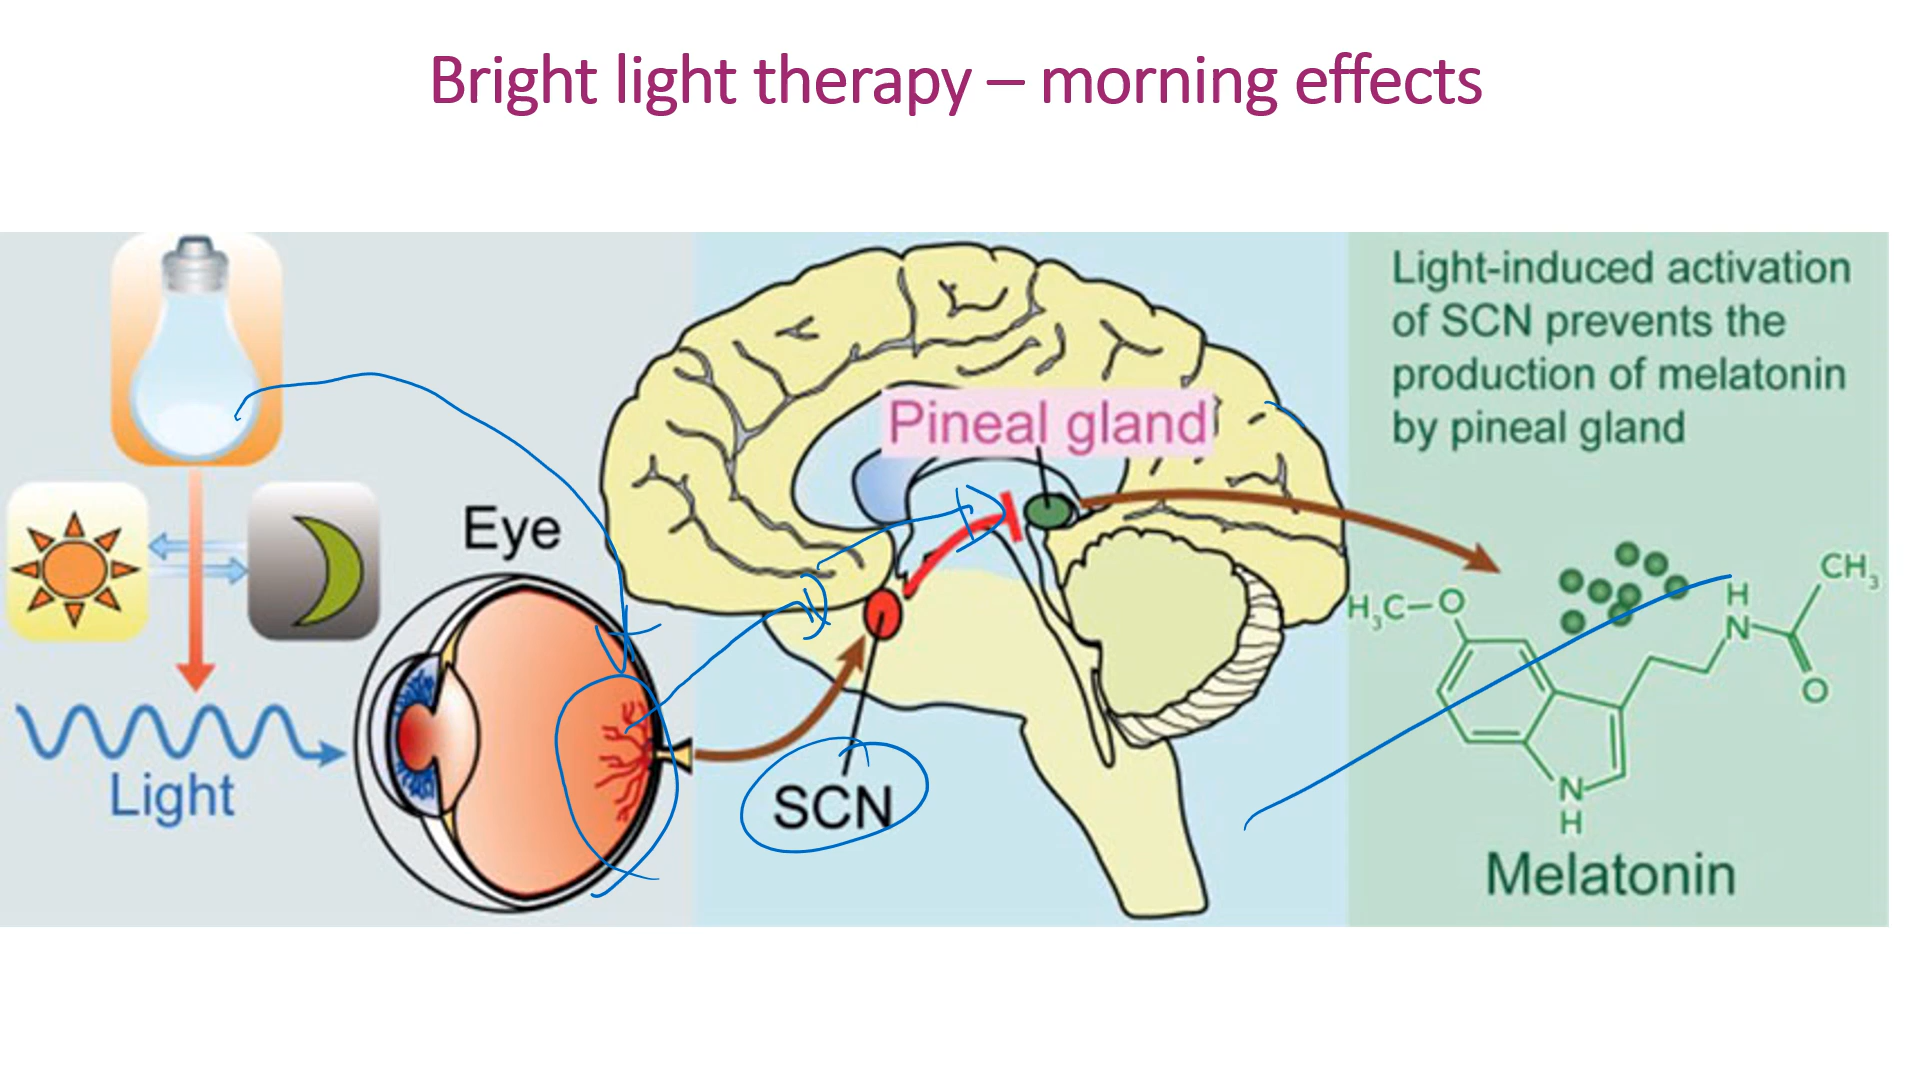 Bright light therapy – morning effects
Light-induced activation
of SCN prevents the
production of melatonin
by pineal gland
Pineal gland
Eye
Light
SCN
H₃C–O
H
N
CH₃
O
N
H
Melatonin